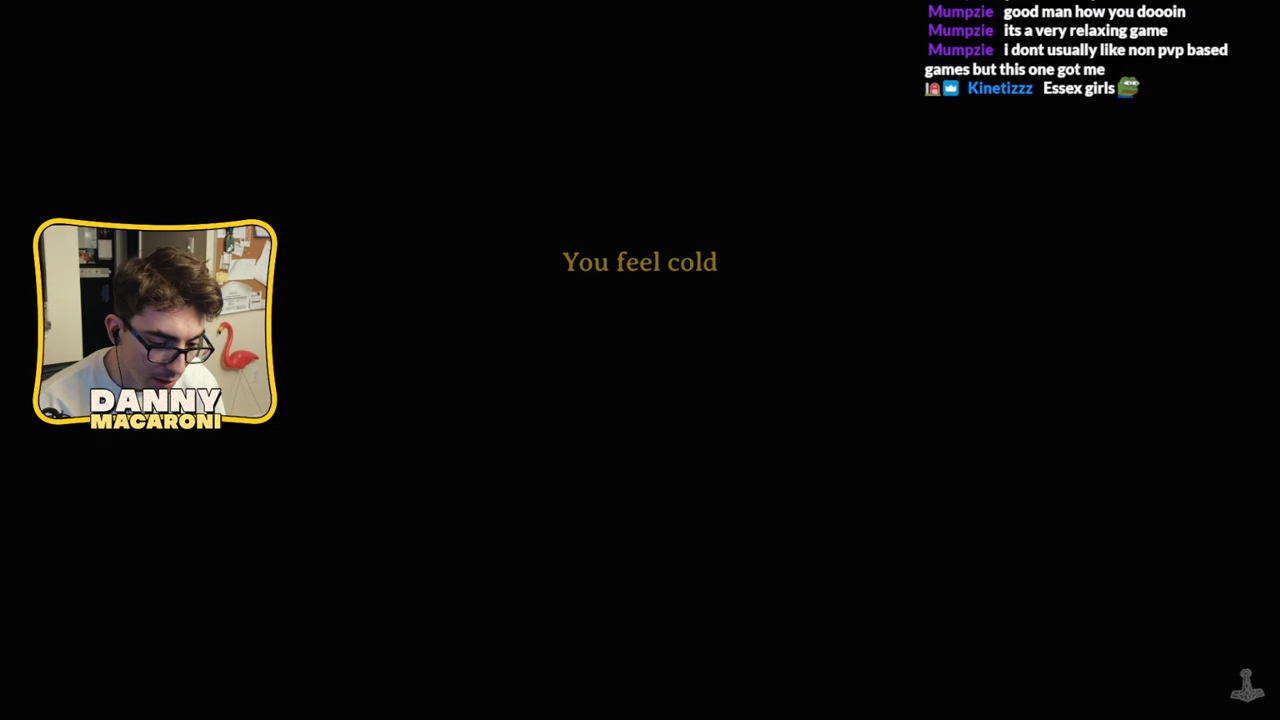 Mumpzie good man how you doooin
Mumpzie its a very relaxing game
Mumpzie i dont usually like non pvp based
games but this one got me
Kinetizzz Essex girls
You feel cold
DANNY
MACARONI